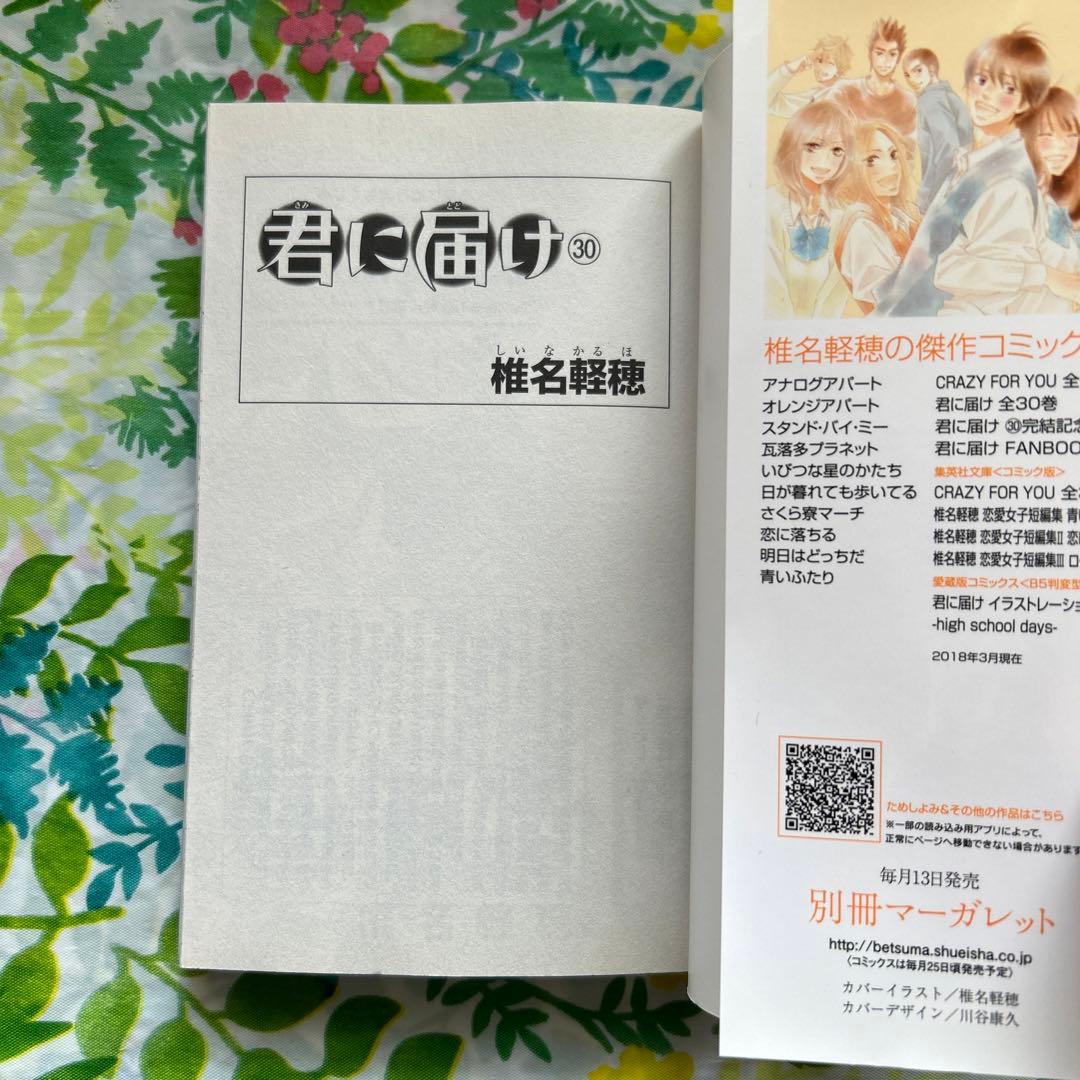 きみ とど
君に届け㉚
しいなかるほ
椎名軽穂
椎名軽穂の傑作コミック
アナログアパート
オレンジアパート
スタンド・バイ・ミー
瓦落多プラネット
いびつな星のかたち
日が暮れても歩いてる
さくら寮マーチ
恋に落ちる
明日はどっちだ
青いふたり
CRAZY FOR YOU 全
君に届け 全30巻
君に届け ㉚完結記念
君に届け FANBOO
集英社文庫<コミック版>
CRAZY FOR YOU 全
椎名軽穂 恋愛女子短編集 青
椎名軽穂 恋愛女子短編集Ⅱ 恋
椎名軽穂 恋愛女子短編集Ⅲ ロ
愛蔵版コミックス<B5判変型
君に届け イラストレーショ
-high school days-
2018年3月現在
ためしよみ&その他の作品はこちら
※一部の読み込み用アプリによって、
正常にページへ移動できない場合があります
毎月13日発売
別冊マーガレット
http://betsuma.shueisha.co.jp
〈コミックスは毎月25日頃発売予定〉
カバーイラスト/椎名軽穂
カバーデザイン/川谷康久